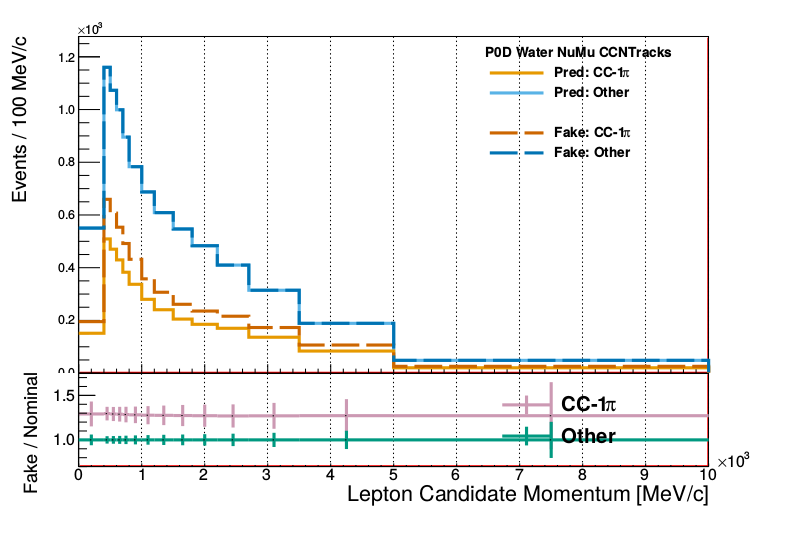 ×10³
Events / 100 MeV/c
1.2
1.0
0.8
0.6
0.4
0.2
0.0
P0D Water NuMu CCNTracks
Pred: CC-1π
Pred: Other
Fake: CC-1π
Fake: Other
Fake / Nominal
1.5
1.0
CC-1π
Other
0 1 2 3 4 5 6 7 8 9 10
×10³
Lepton Candidate Momentum [MeV/c]